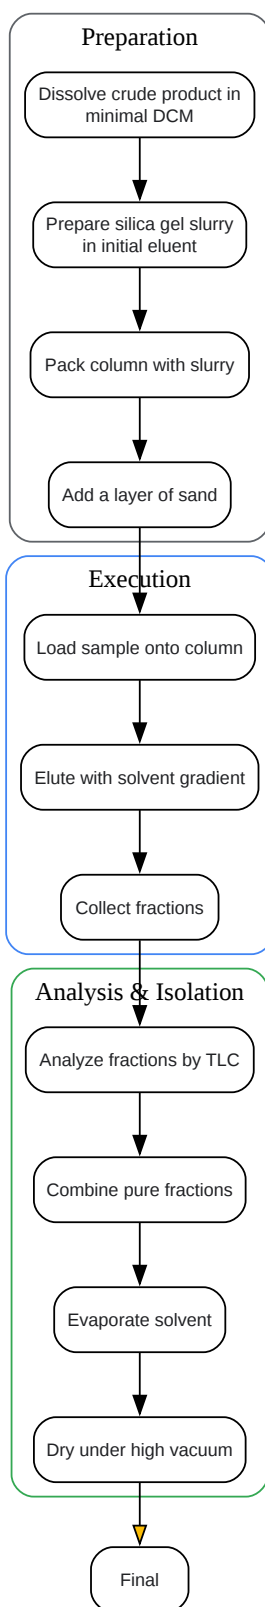 Preparation
Dissolve crude product in
minimal DCM
Prepare silica gel slurry
in initial eluent
Pack column with slurry
Add a layer of sand
Execution
Load sample onto column
Elute with solvent gradient
Collect fractions
Analysis & Isolation
Analyze fractions by TLC
Combine pure fractions
Evaporate solvent
Dry under high vacuum
Final